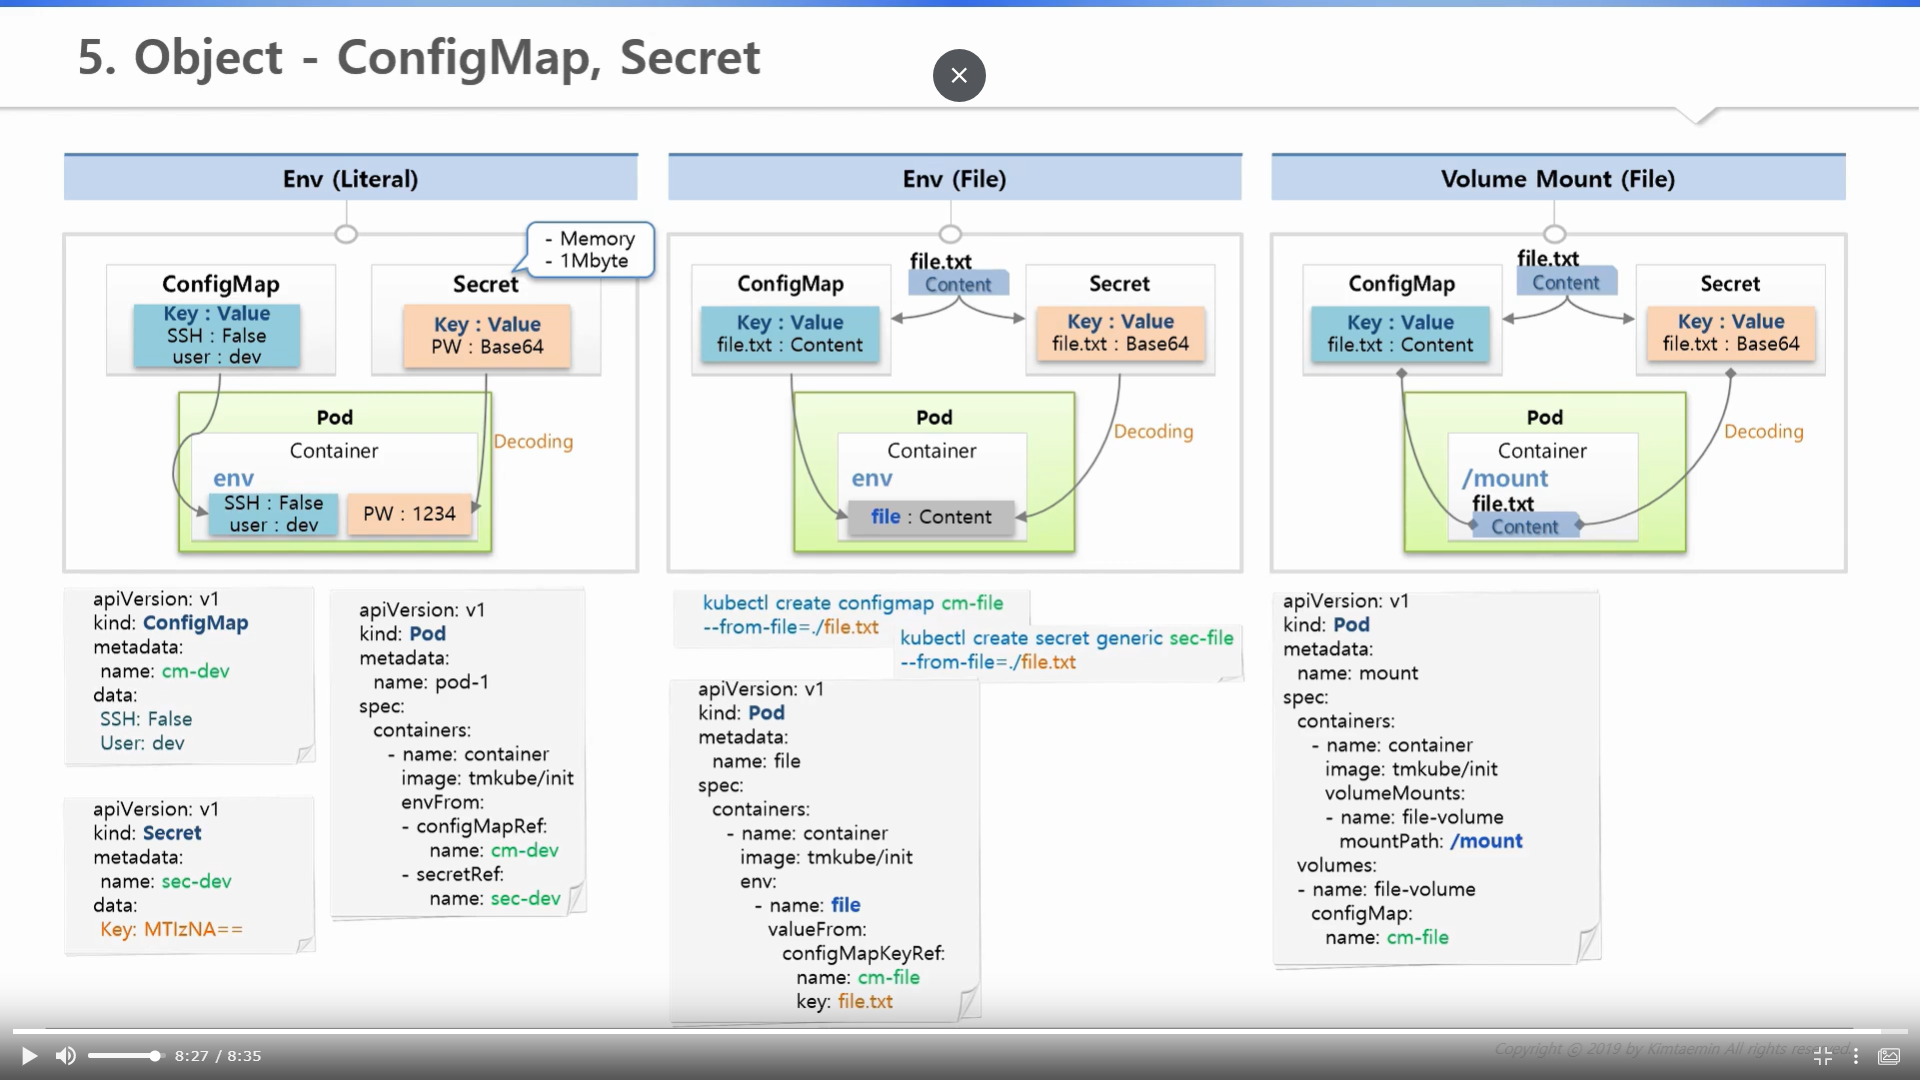 5. Object - ConfigMap, Secret
Env (Literal)
- Memory
- 1Mbyte
ConfigMap
Key : Value
SSH : False
user : dev
Secret
Key : Value
PW : Base64
Pod
Container
env
SSH : False
user : dev
PW : 1234
Decoding
apiVersion: v1
kind: ConfigMap
metadata:
name: cm-dev
data:
SSH: False
User: dev
apiVersion: v1
kind: Secret
metadata:
name: sec-dev
data:
Key: MTIzNA==
apiVersion: v1
kind: Pod
metadata:
name: pod-1
spec:
containers:
- name: container
image: tmkube/init
envFrom:
- configMapRef:
name: cm-dev
- secretRef:
name: sec-dev
Env (File)
file.txt
Content
ConfigMap
Key : Value
file.txt : Content
Secret
Key : Value
file.txt : Base64
Pod
Container
env
file : Content
Decoding
kubectl create configmap cm-file
--from-file=./file.txt
kubectl create secret generic sec-file
--from-file=./file.txt
apiVersion: v1
kind: Pod
metadata:
name: file
spec:
containers:
- name: container
image: tmkube/init
env:
- name: file
valueFrom:
configMapKeyRef:
name: cm-file
key: file.txt
Volume Mount (File)
file.txt
Content
ConfigMap
Key : Value
file.txt : Content
Secret
Key : Value
file.txt : Base64
Pod
Container
/mount
file.txt
Content
Decoding
apiVersion: v1
kind: Pod
metadata:
name: mount
spec:
containers:
- name: container
image: tmkube/init
volumeMounts:
- name: file-volume
mountPath: /mount
volumes:
- name: file-volume
configMap:
name: cm-file
8:27 / 8:35
Copyright ⓒ 2019 by Kimtaemin All rights reserved.